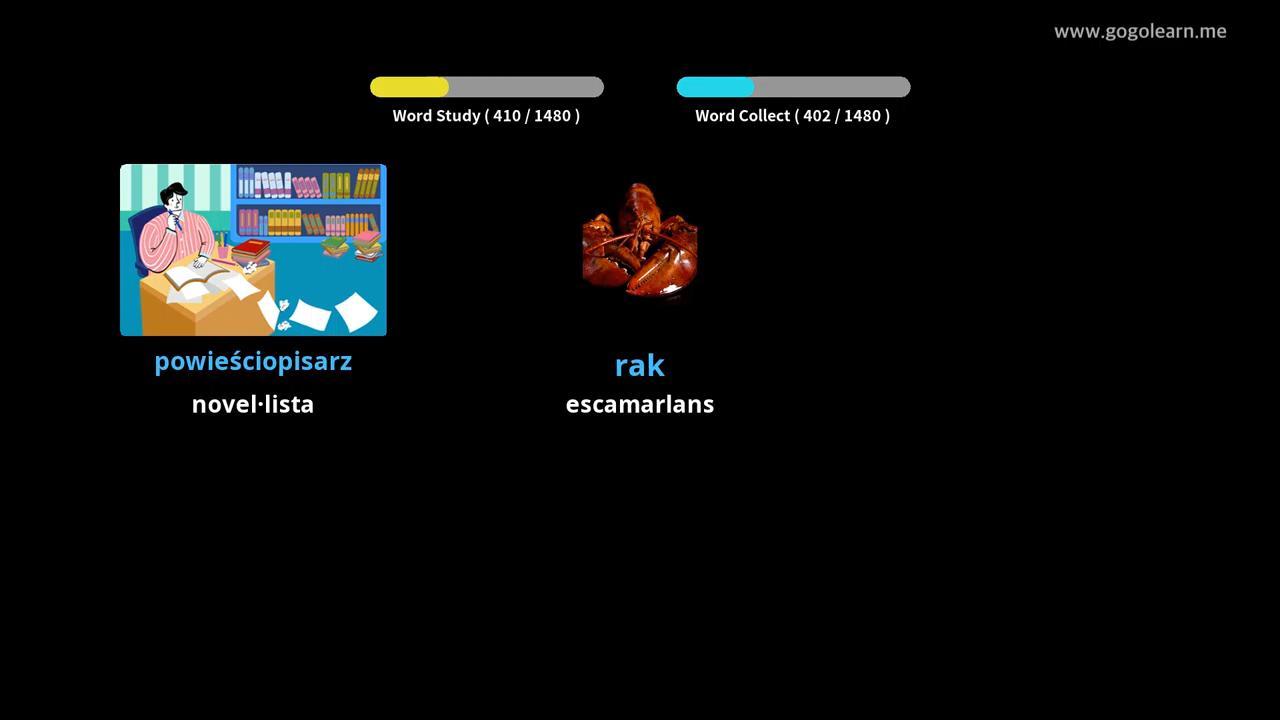 www.gogolearn.me
Word Study ( 410 / 1480 )
Word Collect ( 402 / 1480 )
powieściopisarz
novel·lista
rak
escamarlans